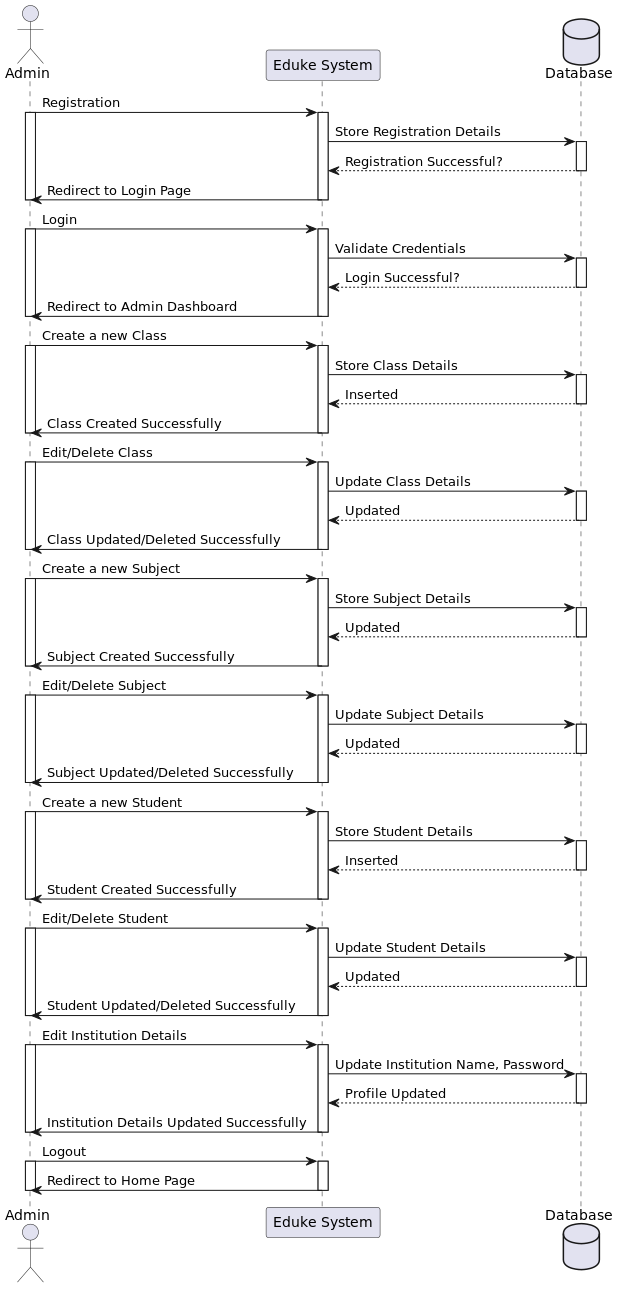 Admin
Eduke System
Database
Registration
Store Registration Details
Registration Successful?
Redirect to Login Page
Login
Validate Credentials
Login Successful?
Redirect to Admin Dashboard
Create a new Class
Store Class Details
Inserted
Class Created Successfully
Edit/Delete Class
Update Class Details
Updated
Class Updated/Deleted Successfully
Create a new Subject
Store Subject Details
Updated
Subject Created Successfully
Edit/Delete Subject
Update Subject Details
Updated
Subject Updated/Deleted Successfully
Create a new Student
Store Student Details
Inserted
Student Created Successfully
Edit/Delete Student
Update Student Details
Updated
Student Updated/Deleted Successfully
Edit Institution Details
Update Institution Name, Password
Profile Updated
Institution Details Updated Successfully
Logout
Redirect to Home Page
Admin
Eduke System
Database